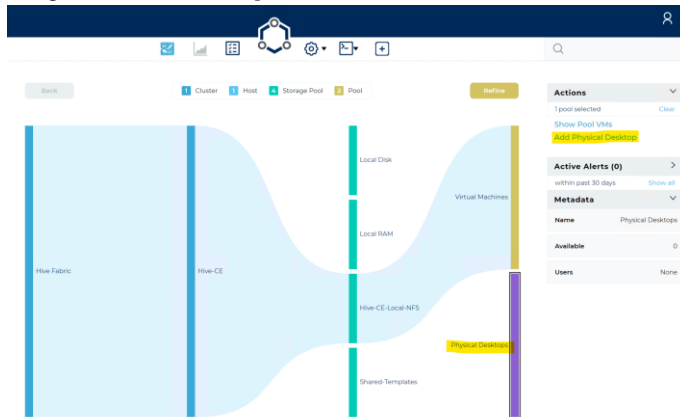 Back
1 Cluster
1 Host
4 Storage Pool
2 Pool
Refine
Local Disk
Virtual Machines
Local RAM
Hive Fabric
Hive-CE
Hive-CE-Local-NFS
Physical Desktops
Shared-Templates
Actions
1 pool selected Clear
Show Pool VMs
Add Physical Desktop
Active Alerts (0)
within past 30 days Show all
Metadata
Name Physical Desktops
Available 0
Users None